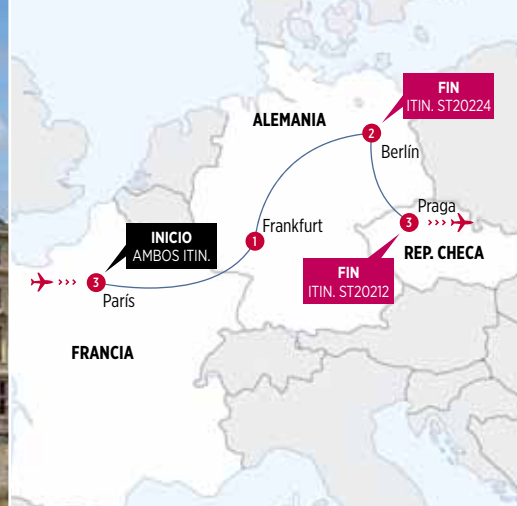 FIN
ITIN. ST20224
ALEMANIA
2
Berlín
Praga
3
Frankfurt
1
INICIO
AMBOS ITIN.
REP. CHECA
FIN
ITIN. ST20212
3
París
FRANCIA